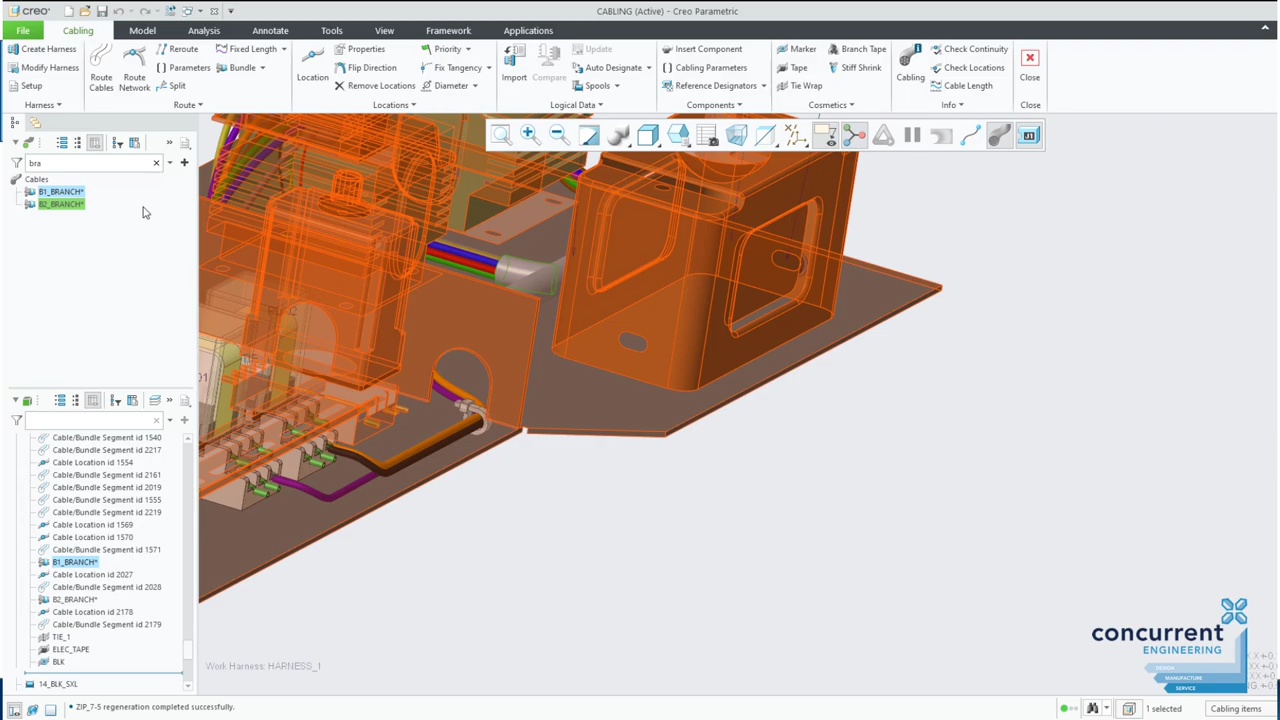 creo
CABLING (Active) - Creo Parametric
File Cabling Model Analysis Annotate Tools View Framework Applications
Create Harness Reroute Fixed Length Properties Priority Update Insert Component Marker Branch Tape Check Continuity
Modify Harness Parameters Bundle Flip Direction Fix Tangency Auto Designate Cabling Parameters Tape Stiff Shrink Check Locations
Setup Split Remove Locations Diameter Spools Reference Designators Tie Wrap Cable Length
Route Cables Route Network Location Import Compare Cabling Close
Harness Route Locations Logical Data Components Cosmetics Info Close
bra
Cables
B1_BRANCH*
B2_BRANCH*
Cable/Bundle Segment id 1540
Cable/Bundle Segment id 2217
Cable Location id 1554
Cable/Bundle Segment id 2161
Cable/Bundle Segment id 2019
Cable/Bundle Segment id 1555
Cable/Bundle Segment id 2219
Cable Location id 1569
Cable Location id 1570
Cable/Bundle Segment id 1571
B1_BRANCH*
Cable Location id 2027
Cable/Bundle Segment id 2028
B2_BRANCH*
Cable Location id 2178
Cable/Bundle Segment id 2179
TIE_1
ELEC_TAPE
BLK
14_BLK_SXL
Work Harness: HARNESS_1
concurrent
ENGINEERING
DESIGN
MANUFACTURE
SERVICE
• ZIP_7-5 regeneration completed successfully.
1 selected
Cabling items